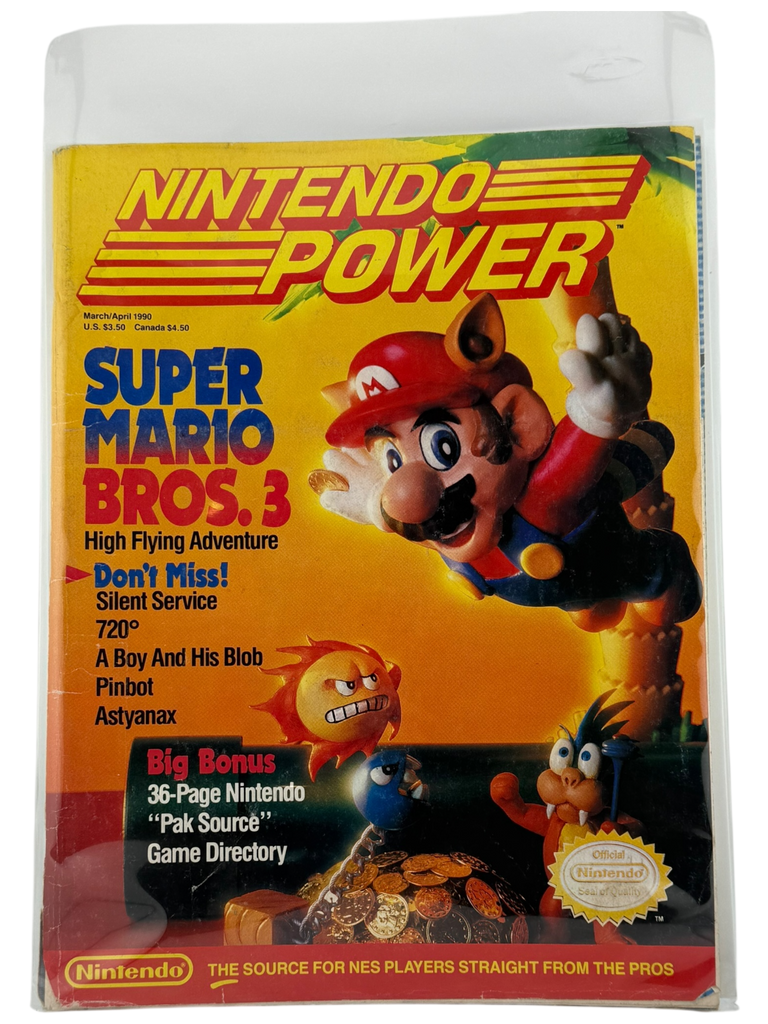 NINTENDO
POWER™
March/April 1990
U.S. $3.50 Canada $4.50
SUPER
MARIO
BROS. 3
High Flying Adventure
Don't Miss!
Silent Service
720°
A Boy And His Blob
Pinbot
Astyanax
Big Bonus
36-Page Nintendo
"Pak Source"
Game Directory
M
Official
Nintendo
Seal of Quality
TM
Nintendo
THE SOURCE FOR NES PLAYERS STRAIGHT FROM THE PROS